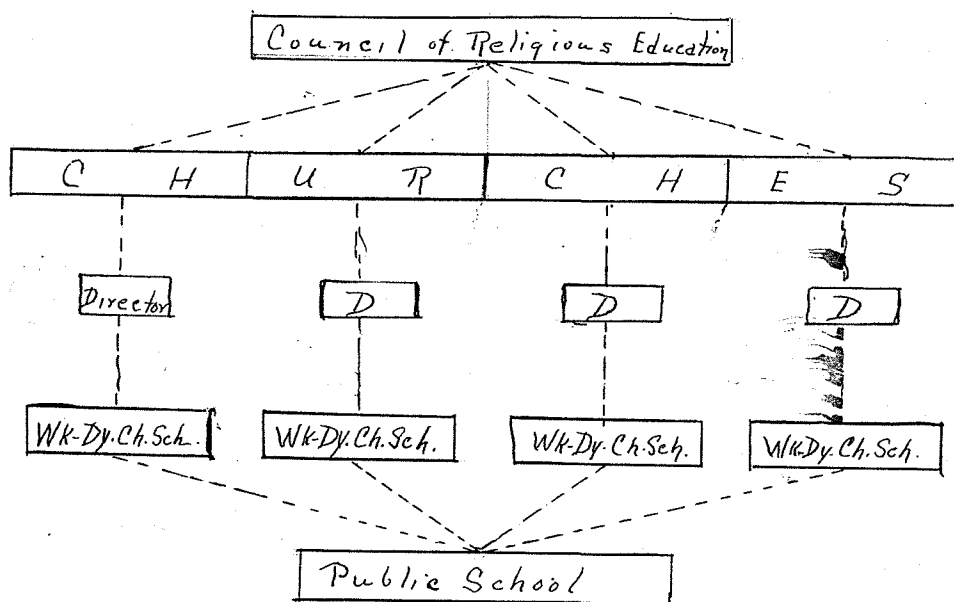 Council of Religious Education
C H U R C H E S
Director D D D
Wk-Dy.Ch.Sch. Wk-Dy.Ch.Sch. Wk-Dy.Ch.Sch. Wk-Dy.Ch.Sch.
Public School